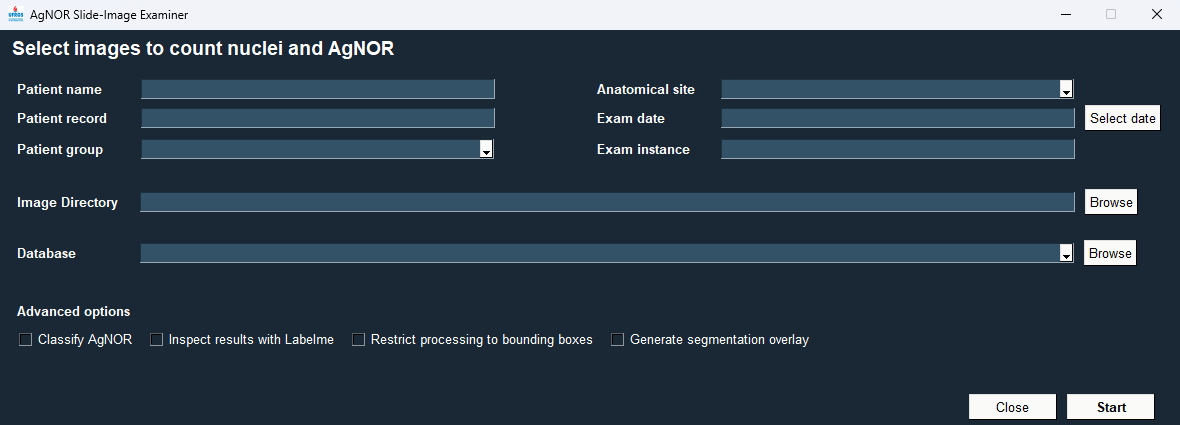 UFRGS AgNOR Slide-Image Examiner
Select images to count nuclei and AgNOR
Patient name
Anatomical site
Patient record
Exam date
Select date
Patient group
Exam instance
Image Directory
Browse
Database
Browse
Advanced options
Classify AgNOR
Inspect results with Labelme
Restrict processing to bounding boxes
Generate segmentation overlay
Close
Start